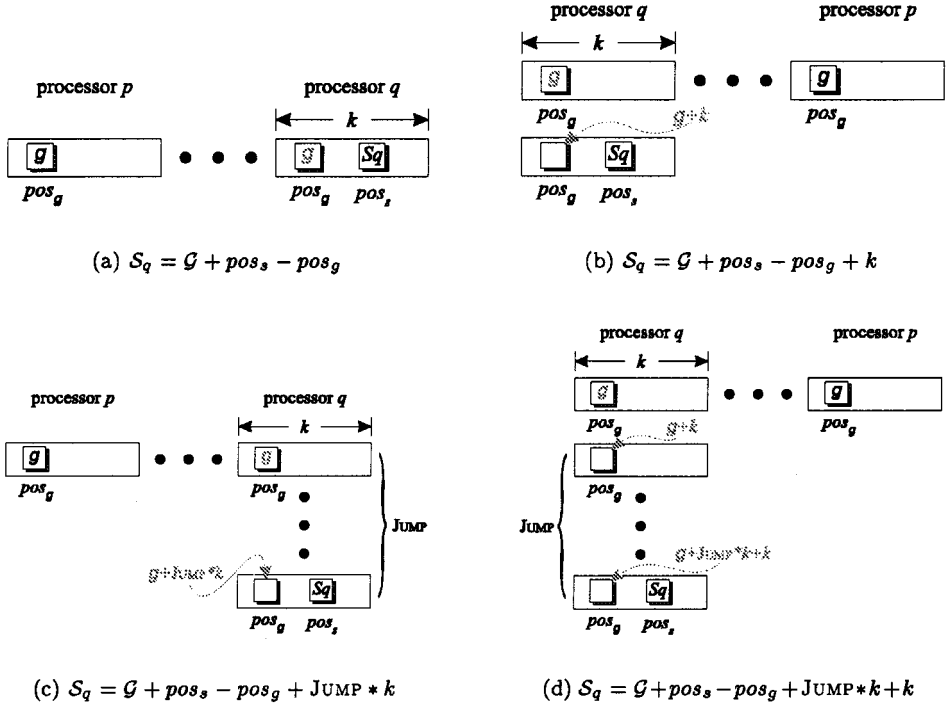 processor p
processor q
k
g
g
Sq
pos_g
pos_g
pos_s
(a) 𝒮_q = 𝒢 + pos_s − pos_g
processor q
processor p
k
g
g
pos_g
g+k
pos_g
Sq
pos_g
pos_s
(b) 𝒮_q = 𝒢 + pos_s − pos_g + k
processor p
processor q
k
g
g
pos_g
pos_g
JUMP
g+JUMP*k
Sq
pos_g
pos_s
(c) 𝒮_q = 𝒢 + pos_s − pos_g + JUMP * k
processor q
processor p
k
g
g
pos_g
g+k
pos_g
pos_g
JUMP
g+JUMP*k+k
Sq
pos_g
pos_s
(d) 𝒮_q = 𝒢+pos_s−pos_g+JUMP*k+k